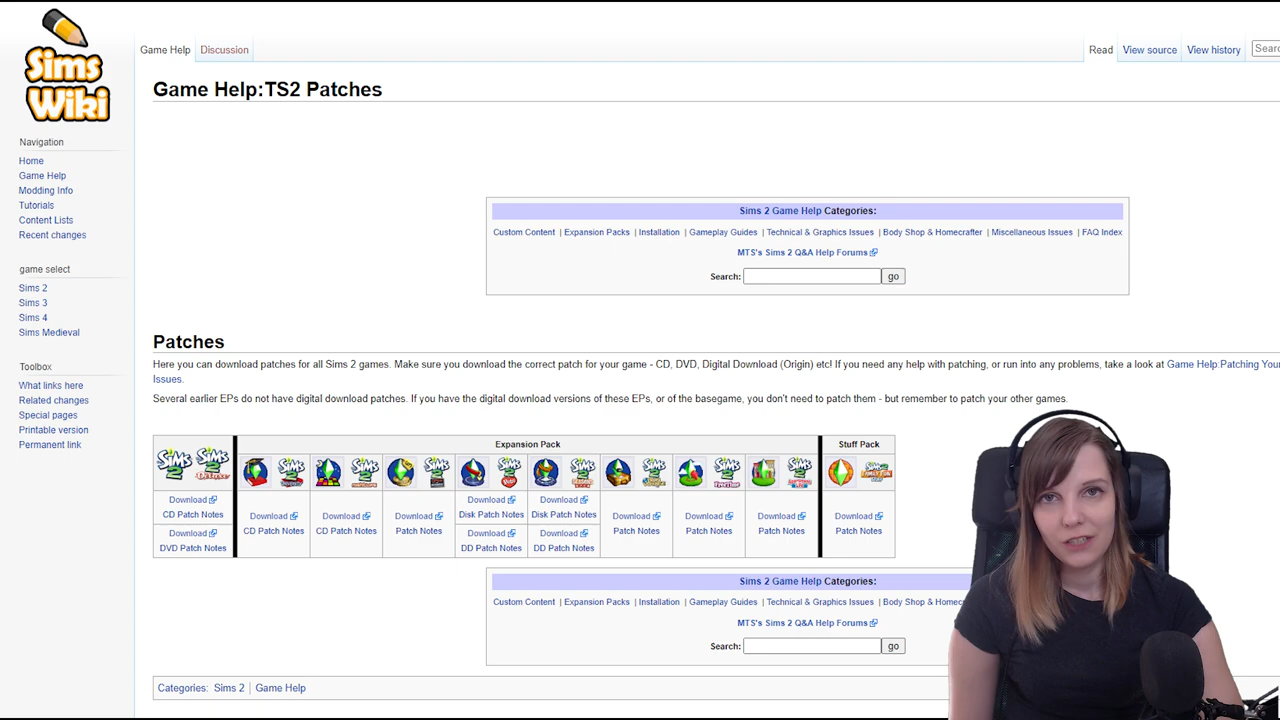 Sims
Wiki
Game Help
Discussion
Read
View source
View history
Game Help:TS2 Patches
Navigation
Home
Game Help
Modding Info
Tutorials
Content Lists
Recent changes
game select
Sims 2
Sims 3
Sims 4
Sims Medieval
Toolbox
What links here
Related changes
Special pages
Printable version
Permanent link
Sims 2 Game Help Categories:
Custom Content | Expansion Packs | Installation | Gameplay Guides | Technical & Graphics Issues | Body Shop & Homecrafter | Miscellaneous Issues | FAQ Index
MTS's Sims 2 Q&A Help Forums
Search: go
Patches
Here you can download patches for all Sims 2 games. Make sure you download the correct patch for your game - CD, DVD, Digital Download (Origin) etc! If you need any help with patching, or run into any problems, take a look at Game Help:Patching Your
Issues.
Several earlier EPs do not have digital download patches. If you have the digital download versions of these EPs, or of the basegame, you don't need to patch them - but remember to patch your other games.
Expansion Pack Stuff Pack
Download Download Download
CD Patch Notes Disk Patch Notes Disk Patch Notes
Download Download Download Download Download Download Download
CD Patch Notes CD Patch Notes Patch Notes Patch Notes Patch Notes Patch Notes Patch Notes
Download Download Download
DVD Patch Notes DD Patch Notes DD Patch Notes
Sims 2 Game Help Categories:
Custom Content | Expansion Packs | Installation | Gameplay Guides | Technical & Graphics Issues | Body Shop &
MTS's Sims 2 Q&A Help Forums
Search: go
Categories: Sims 2 | Game Help